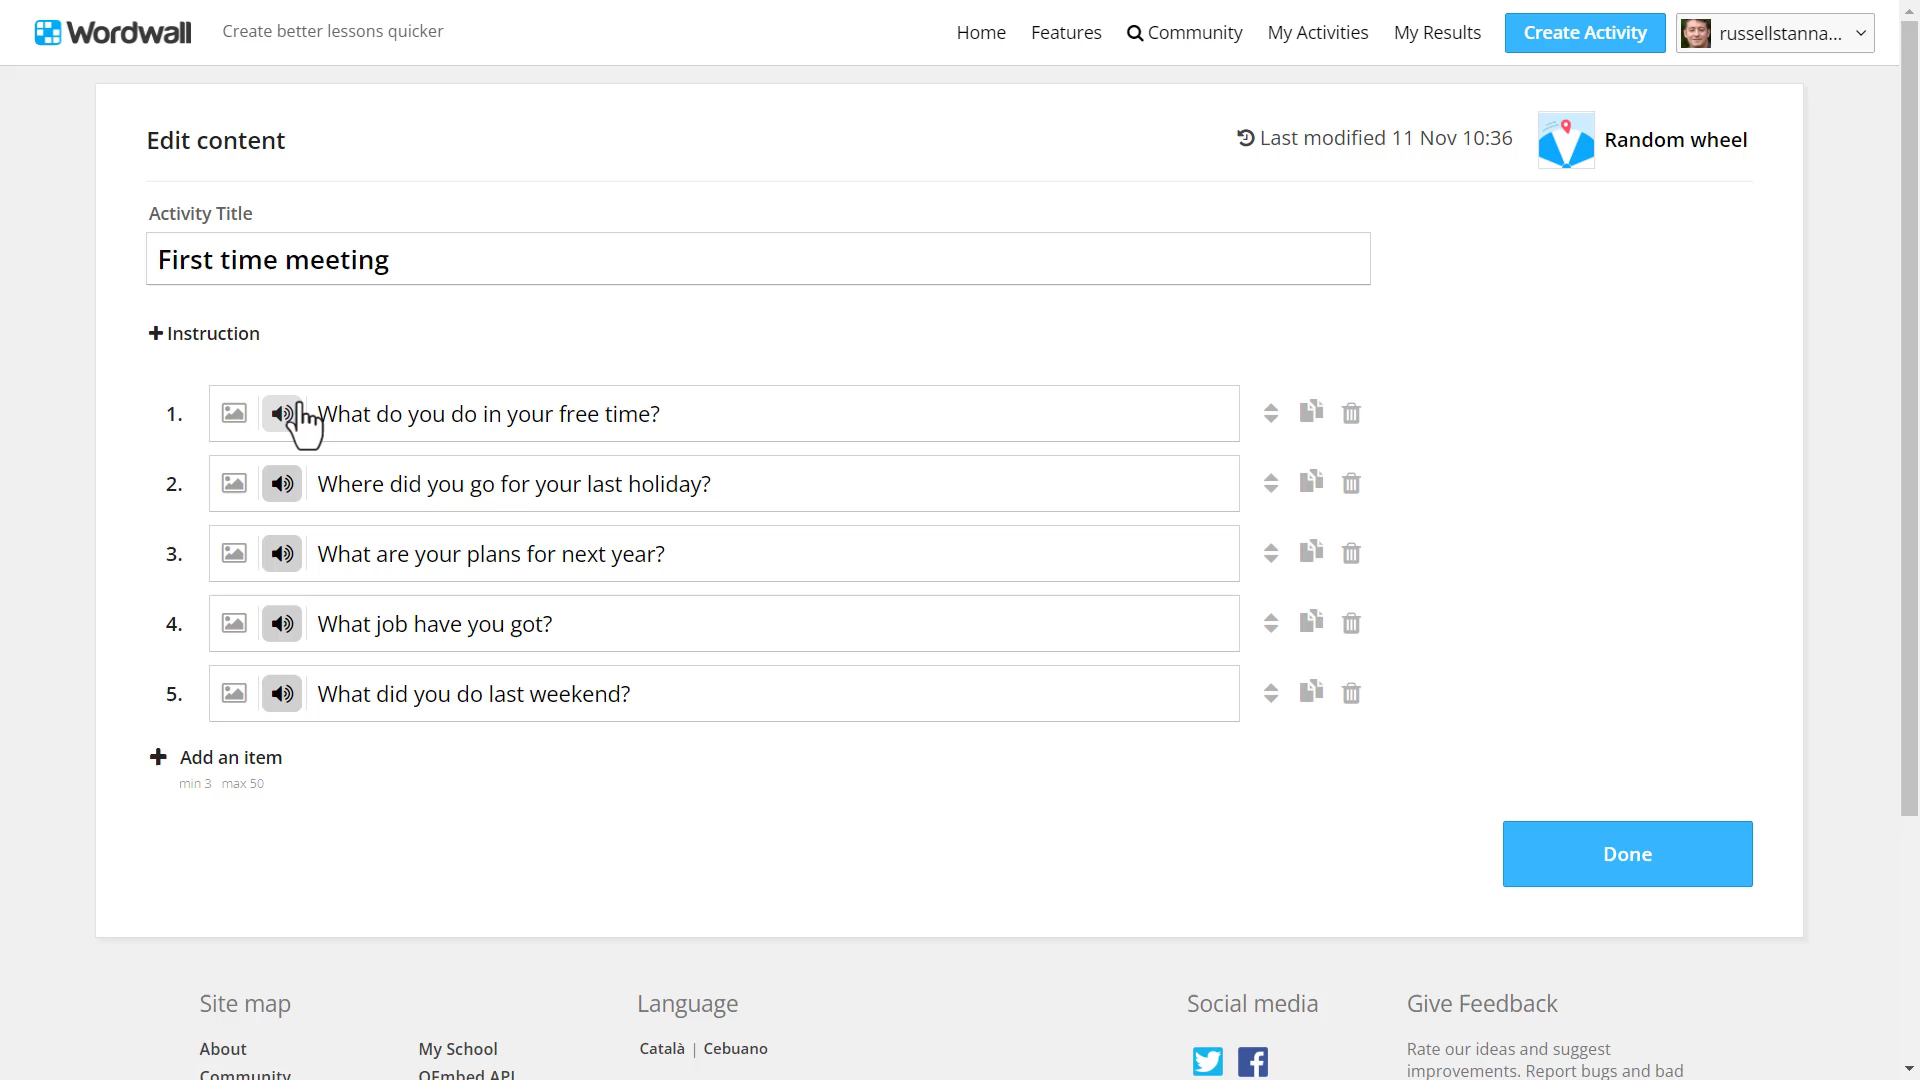 Wordwall
Create better lessons quicker
Home
Features
Community
My Activities
My Results
Create Activity
russellstanna...
Edit content
Last modified 11 Nov 10:36
Random wheel
Activity Title
First time meeting
Instruction
1. What do you do in your free time?
2. Where did you go for your last holiday?
3. What are your plans for next year?
4. What job have you got?
5. What did you do last weekend?
Add an item
min 3 max 50
Done
Site map
Language
Social media
Give Feedback
About
My School
Català | Cebuano
Rate our ideas and suggest
Community
OEmbed API
improvements. Report bugs and bad